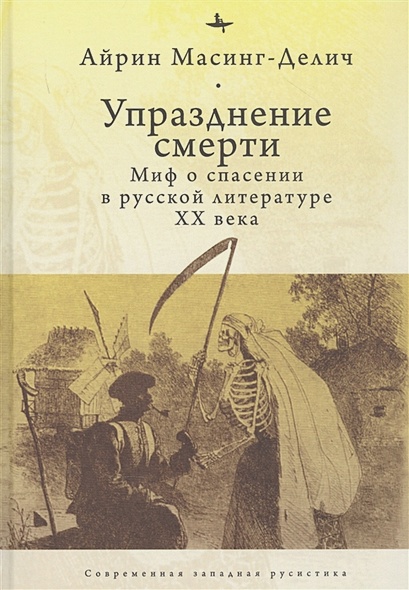 Айрин Масинг-Делич
Упразднение
смерти
Миф о спасении
в русской литературе
XX века
Современная западная русистика